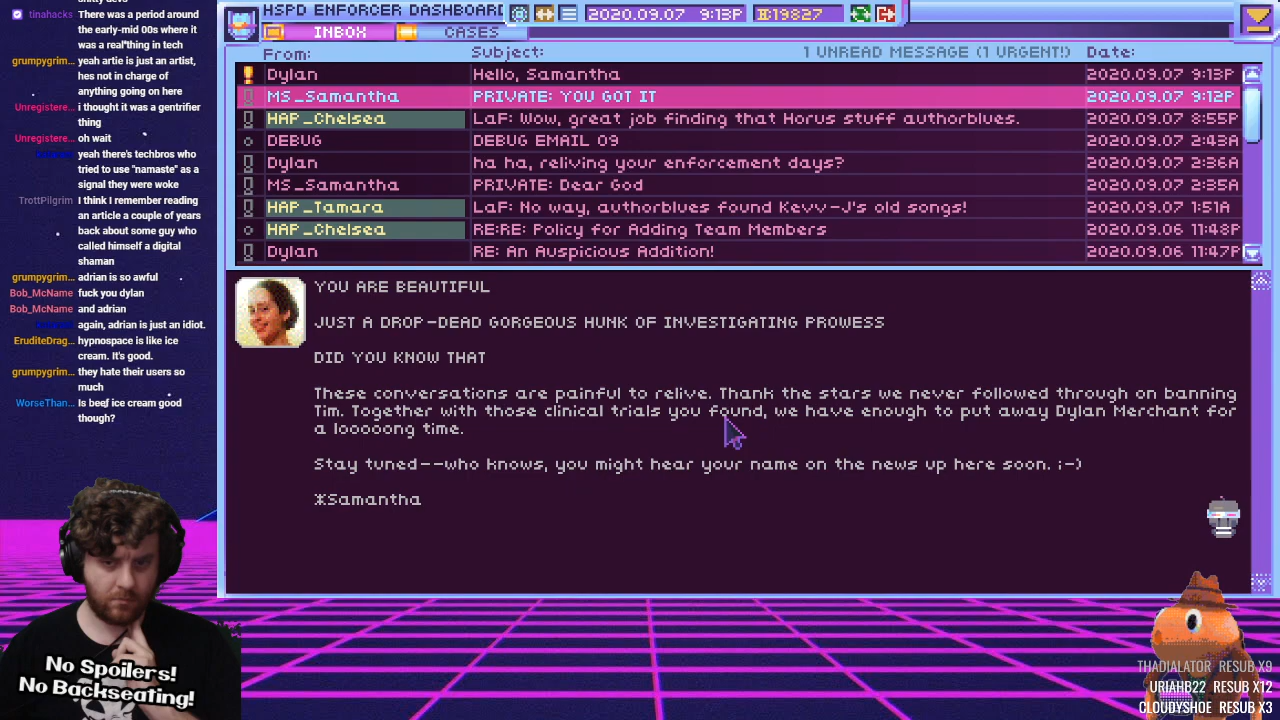 tinahacks There was a period around
the early-mid 00s where it
was a real thing in tech
grumpygrim... yeah artie is just an artist,
hes not in charge of
anything going on here
Unregistere... i thought it was a gentrifier
thing
Unregistere... oh wait
yeah there's techbros who
tried to use "namaste" as a
signal they were woke
TrottPilgrim I think I remember reading
an article a couple of years
back about some guy who
called himself a digital
shaman
grumpygrim... adrian is so awful
Bob_McName fuck you dylan
Bob_McName and adrian
again, adrian is just an idiot.
EruditeDrag... hypnospace is like ice
cream. It's good.
grumpygrim... they hate their users so
much
WorseThan... Is beef ice cream good
though?
HSPD ENFORCER DASHBOARD
2020.09.07 9:13P
19827
INBOX
CASES
From: Subject: 1 UNREAD MESSAGE (1 URGENT!) Date:
Dylan Hello, Samantha 2020.09.07 9:13P
MS_Samantha PRIVATE: YOU GOT IT 2020.09.07 9:12P
HAP_Chelsea LaF: Wow, great job finding that Horus stuff authorblues. 2020.09.07 8:55P
DEBUG DEBUG EMAIL 09 2020.09.07 2:43A
Dylan ha ha, reliving your enforcement days? 2020.09.07 2:36A
MS_Samantha PRIVATE: Dear God 2020.09.07 2:35A
HAP_Tamara LaF: No way, authorblues found Kevv-J's old songs! 2020.09.07 1:51A
HAP_Chelsea RE:RE: Policy for Adding Team Members 2020.09.06 11:48P
Dylan RE: An Auspicious Addition! 2020.09.06 11:47P
YOU ARE BEAUTIFUL
JUST A DROP-DEAD GORGEOUS HUNK OF INVESTIGATING PROWESS
DID YOU KNOW THAT
These conversations are painful to relive. Thank the stars we never followed through on banning
Tim. Together with those clinical trials you found, we have enough to put away Dylan Merchant for
a looooong time.
Stay tuned--who knows, you might hear your name on the news up here soon. ;-)
*Samantha
No Spoilers!
No Backseating!
THADIALATOR RESUB X9
URIAHB22 RESUB X12
CLOUDYSHOE RESUB X3